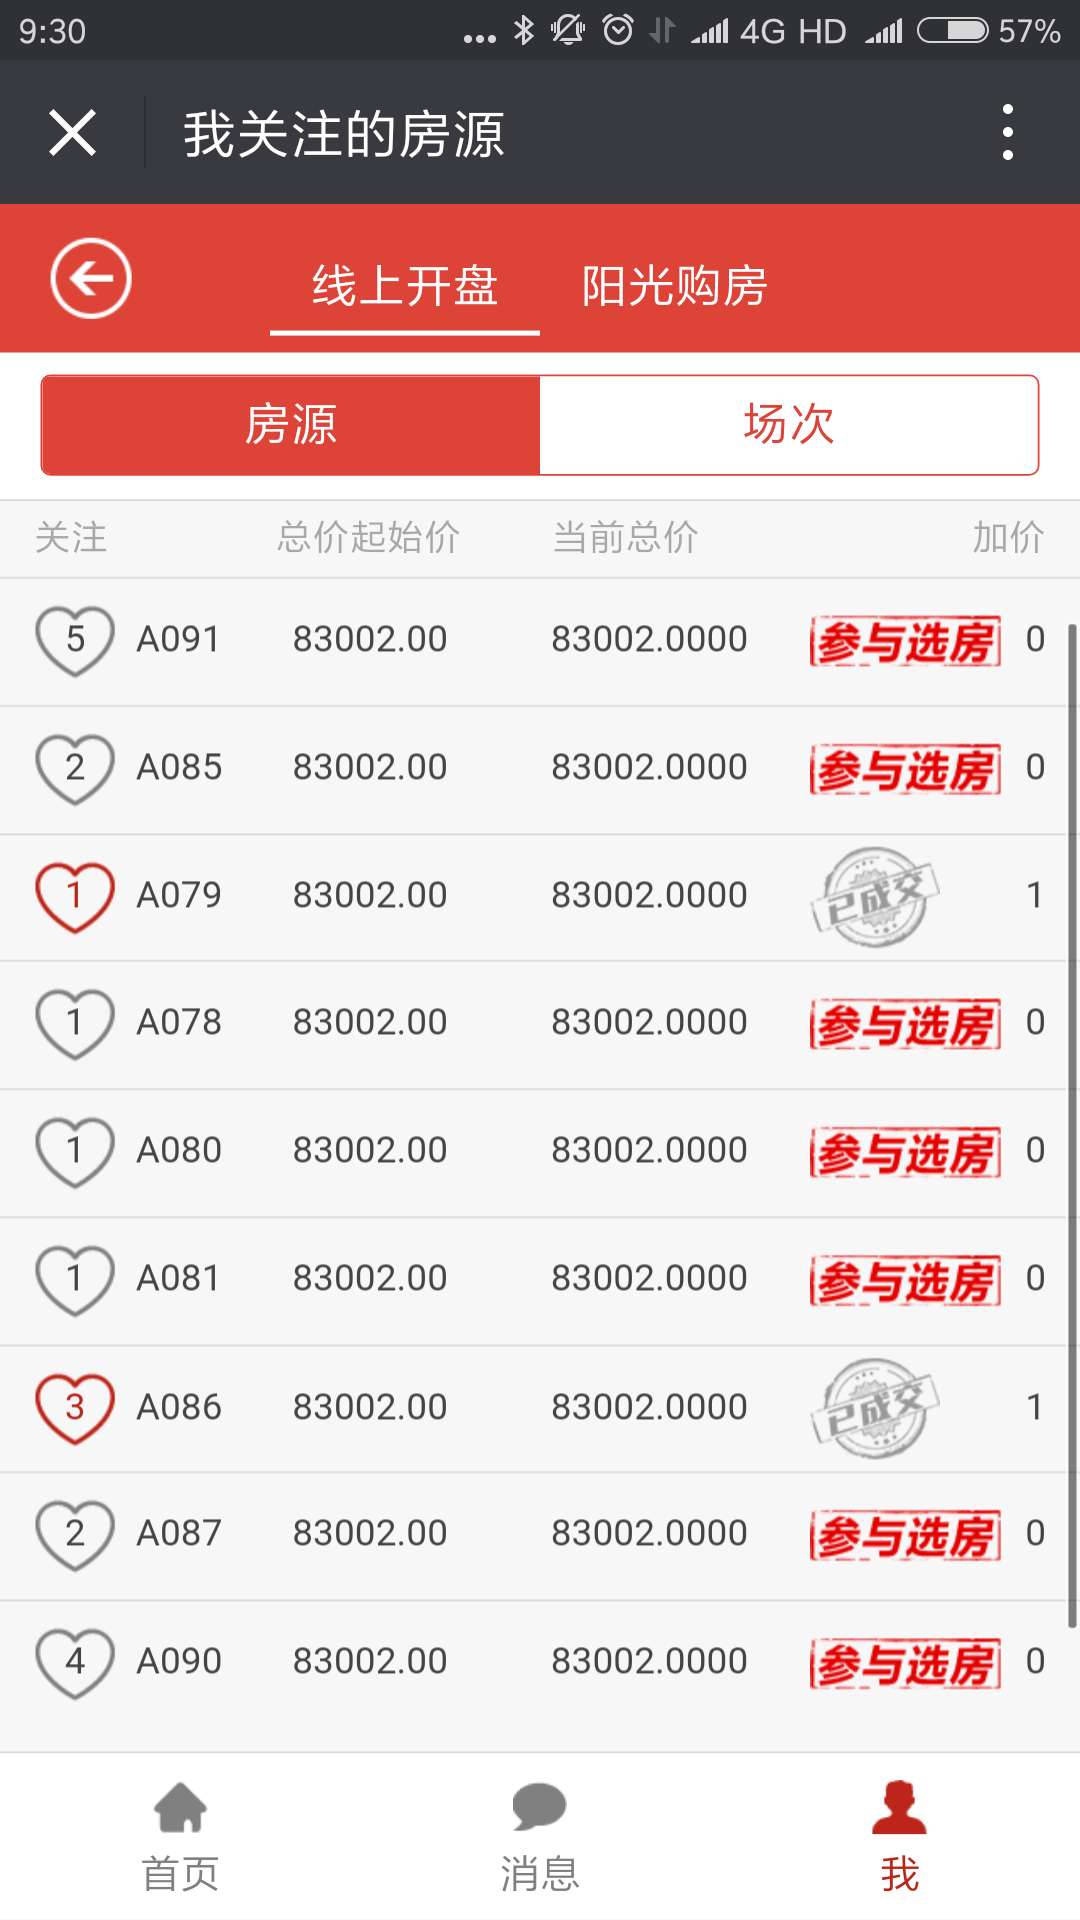 9:30 4G HD 57%
我关注的房源
线上开盘 阳光购房
房源 场次
关注 总价起始价 当前总价 加价
5 A091 83002.00 83002.0000 参与选房 0
2 A085 83002.00 83002.0000 参与选房 0
1 A079 83002.00 83002.0000 已成交 1
1 A078 83002.00 83002.0000 参与选房 0
1 A080 83002.00 83002.0000 参与选房 0
1 A081 83002.00 83002.0000 参与选房 0
3 A086 83002.00 83002.0000 已成交 1
2 A087 83002.00 83002.0000 参与选房 0
4 A090 83002.00 83002.0000 参与选房 0
首页 消息 我